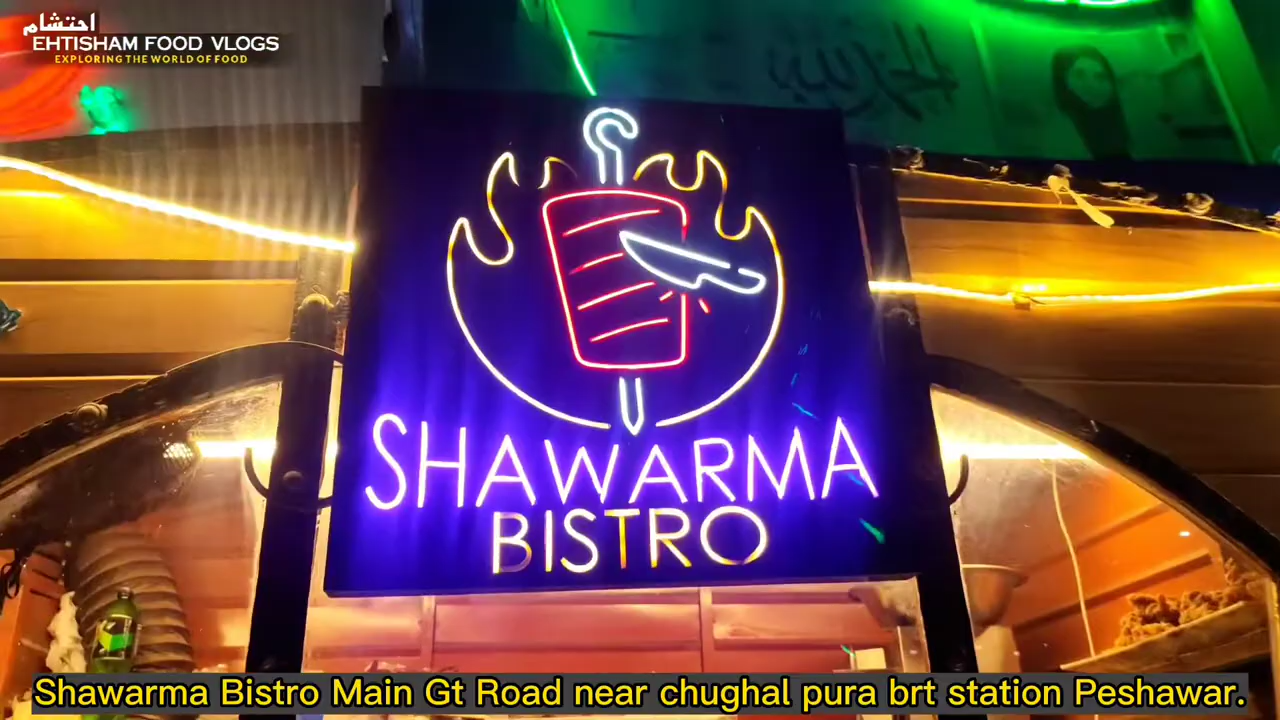 احتشام
EHTISHAM FOOD VLOGS
EXPLORING THE WORLD OF FOOD
SHAWARMA
BISTRO
Shawarma Bistro Main Gt Road near chughal pura brt station Peshawar.